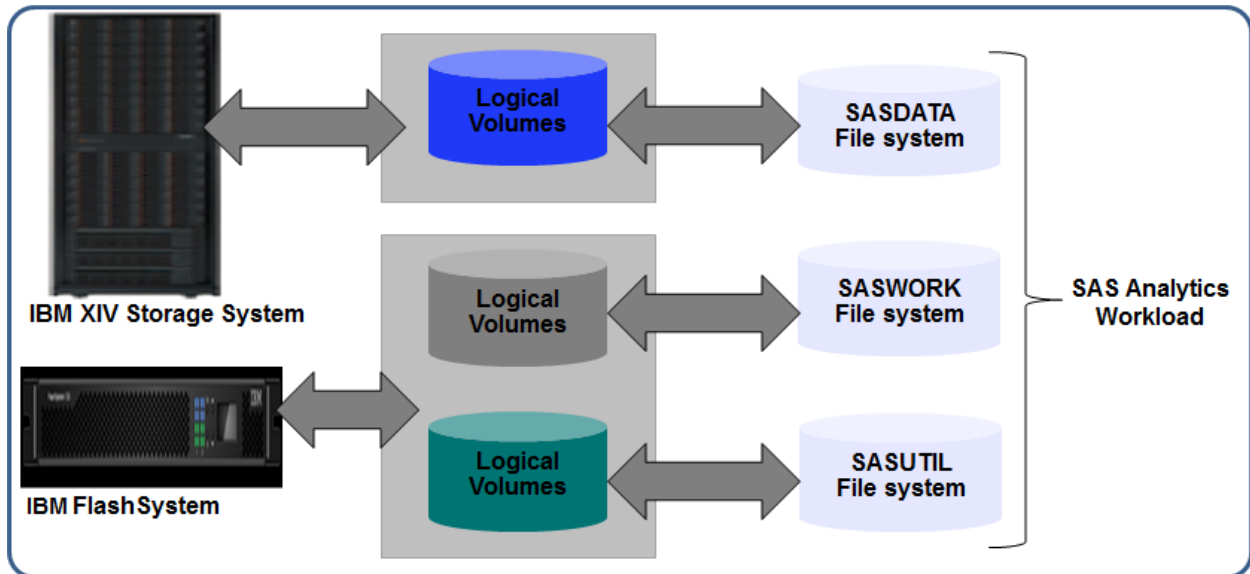 IBM XIV Storage System
IBM FlashSystem
IBM
Logical
Volumes
Logical
Volumes
Logical
Volumes
SASDATA
File system
SASWORK
File system
SASUTIL
File system
SAS Analytics
Workload